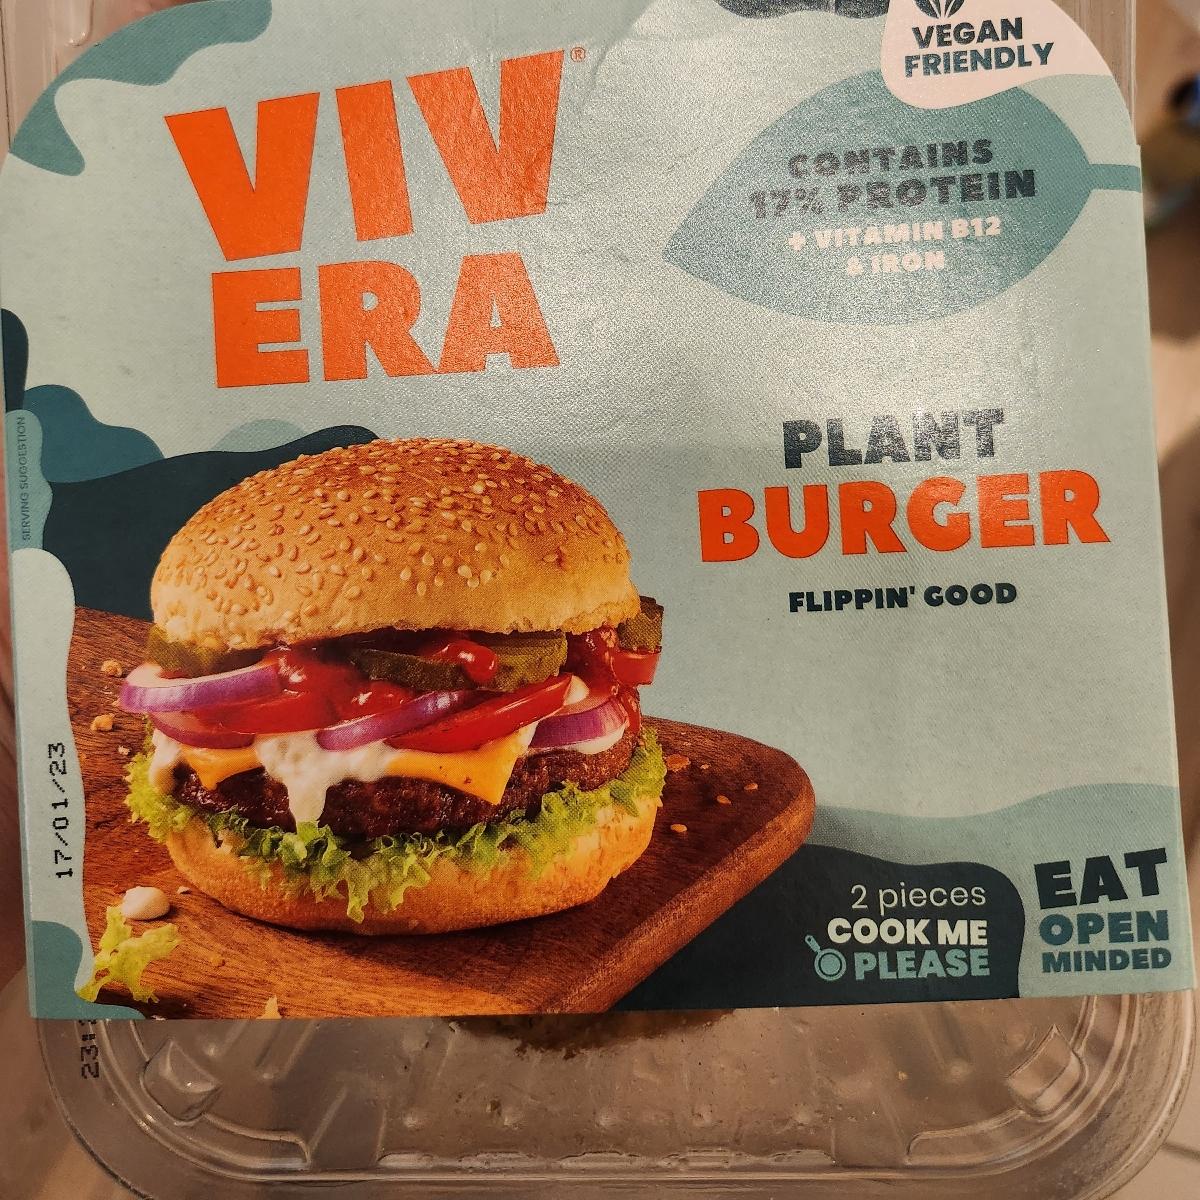 VEGAN
FRIENDLY
VIV
ERA
®
CONTAINS
17% PROTEIN
+ VITAMIN B12
& IRON
PLANT
BURGER
FLIPPIN' GOOD
SERVING SUGGESTION
17/01/23
2 pieces
COOK ME
PLEASE
EAT
OPEN
MINDED